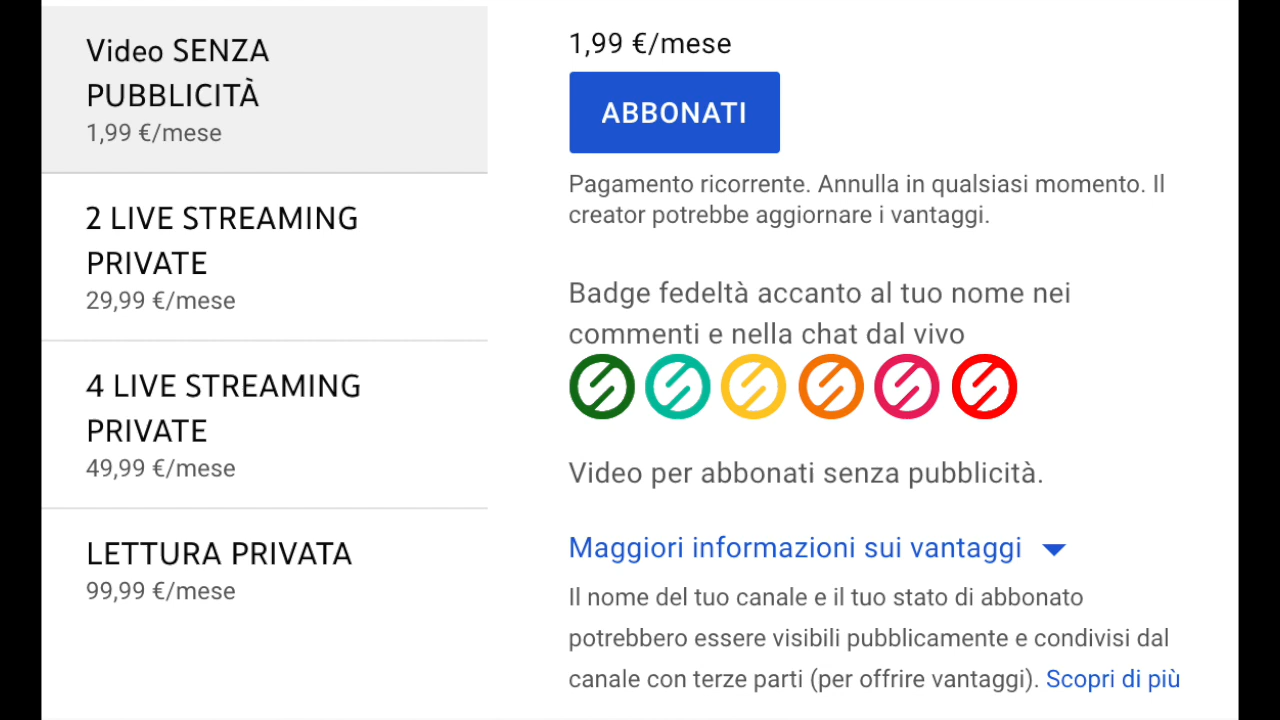 Video SENZA
PUBBLICITÀ
1,99 €/mese
2 LIVE STREAMING
PRIVATE
29,99 €/mese
4 LIVE STREAMING
PRIVATE
49,99 €/mese
LETTURA PRIVATA
99,99 €/mese
1,99 €/mese
ABBONATI
Pagamento ricorrente. Annulla in qualsiasi momento. Il
creator potrebbe aggiornare i vantaggi.
Badge fedeltà accanto al tuo nome nei
commenti e nella chat dal vivo
Video per abbonati senza pubblicità.
Maggiori informazioni sui vantaggi
Il nome del tuo canale e il tuo stato di abbonato
potrebbero essere visibili pubblicamente e condivisi dal
canale con terze parti (per offrire vantaggi). Scopri di più